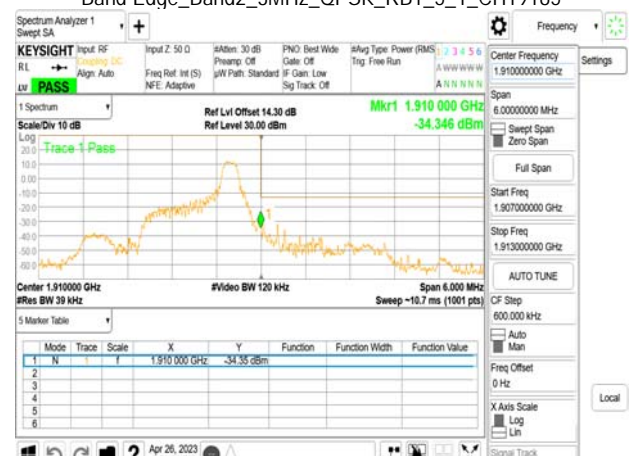 Band Edge_Band2_3MHz_QPSK_RB1_5_1_CH19185
Spectrum Analyzer 1
Swept SA
Frequency
Settings
KEYSIGHT
RL
PASS
Input: RF
Coupling: DC
Align: Auto
Input Z: 50 Ω
Freq Ref: Int (S)
NFE: Adaptive
#Atten: 30 dB
Preamp: Off
µW Path: Standard
PNO: Best Wide
Gate: Off
IF Gain: Low
Sig Track: Off
#Avg Type: Power (RMS
Trig: Free Run
1 2 3 4 5 6
A W W W W W
A N N N N N
1 Spectrum
Scale/Div 10 dB
Ref Lvl Offset 14.30 dB
Ref Level 30.00 dBm
Mkr1 1.910 000 GHz
-34.346 dBm
Log
Trace 1 Pass
20.0
10.0
0.00
-10.0
-20.0
-30.0
-40.0
-50.0
-60.0
1
Center 1.910000 GHz
#Video BW 120 kHz
Span 6.000 MHz
#Res BW 39 kHz
Sweep ~10.7 ms (1001 pts)
5 Marker Table
Mode Trace Scale X Y Function Function Width Function Value
1 N 1 f 1.910 000 GHz -34.35 dBm
2
3
4
5
6
Apr 26, 2023
Center Frequency
1.910000000 GHz
Span
6.00000000 MHz
Swept Span
Zero Span
Full Span
Start Freq
1.907000000 GHz
Stop Freq
1.913000000 GHz
AUTO TUNE
CF Step
600.000 kHz
Auto
Man
Freq Offset
0 Hz
X Axis Scale
Log
Lin
Signal Track
Local